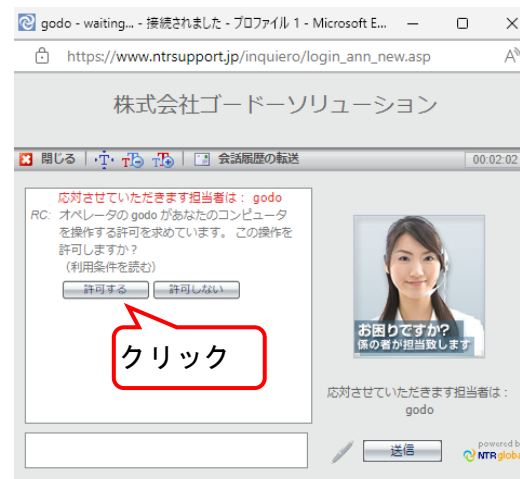 godo - waiting... - 接続されました - プロファイル 1 - Microsoft E...
https://www.ntrsupport.jp/inquiero/login_ann_new.asp
株式会社ゴードーソリューション
閉じる 会話履歴の転送 00:02:02
応対させていただきます担当者は： godo
RC: オペレータの godo があなたのコンピュータ
を操作する許可を求めています。 この操作を
許可しますか？
（利用条件を読む）
許可する 許可しない
クリック
お困りですか?
係の者が担当致します
応対させていただきます担当者は：
godo
送信
powered b
NTRgloba